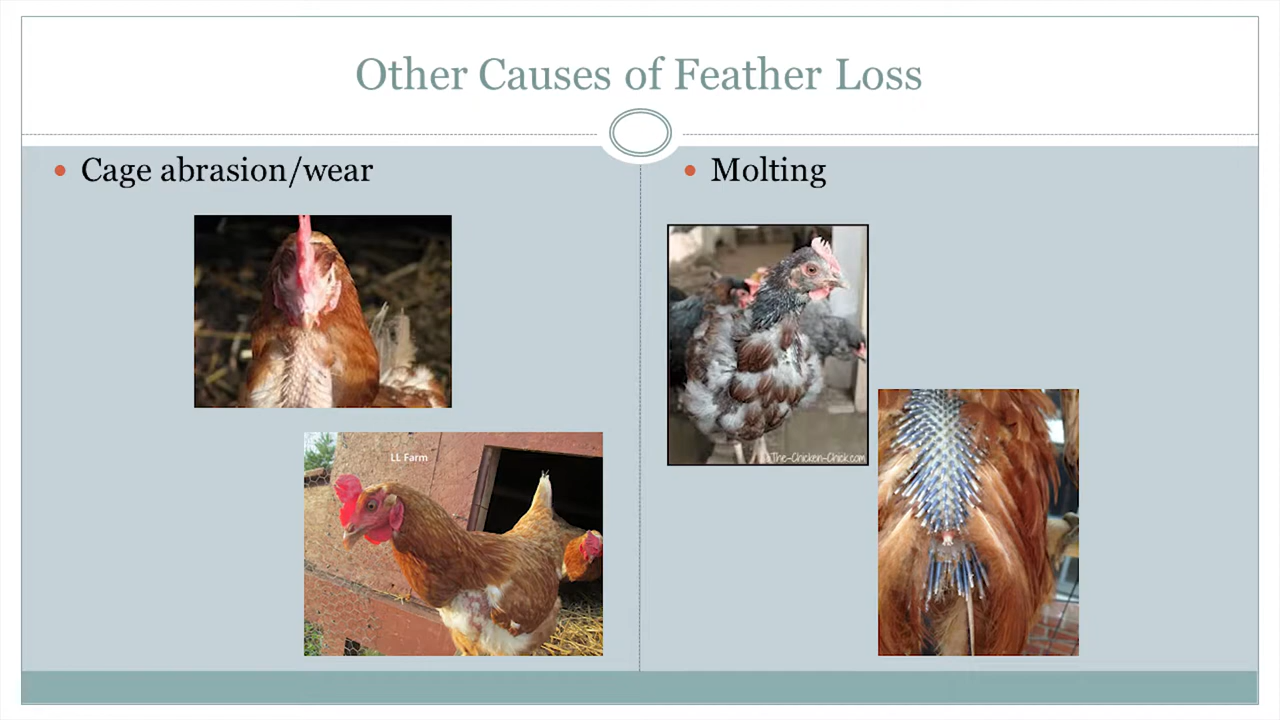 Other Causes of Feather Loss
Cage abrasion/wear
Molting
LL Farm
The-Chicken-Chick.com